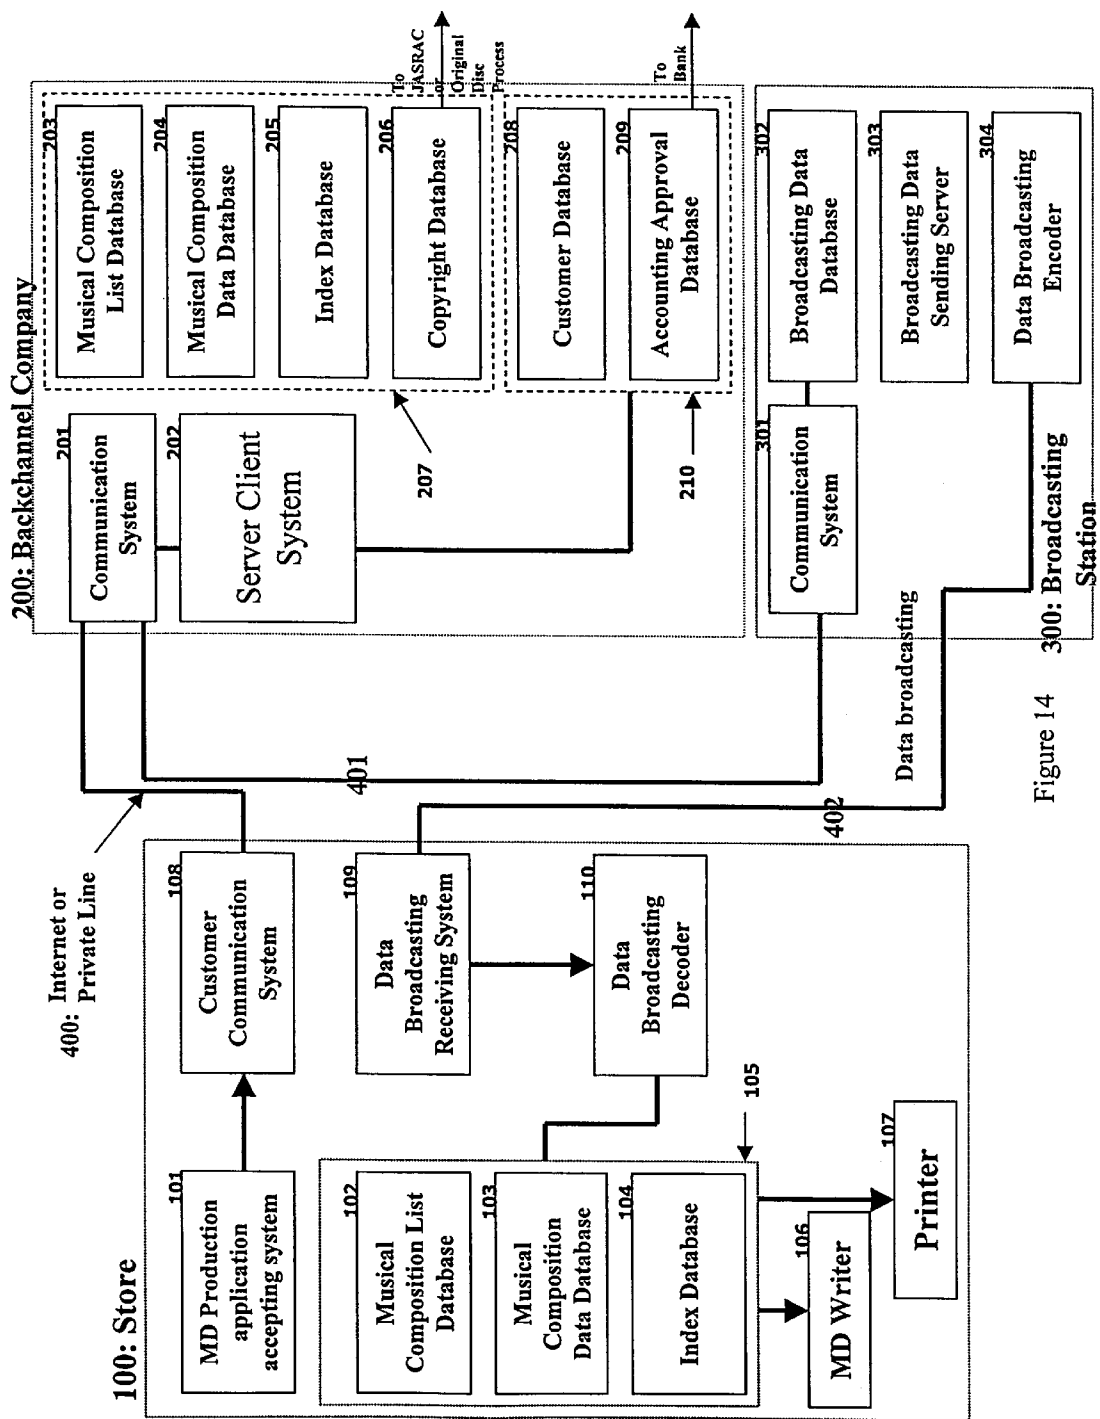 100: Store
101
MD Production
application
accepting system
108
Customer
Communication
System
400: Internet or
Private Line
102
Musical
Composition List
Database
103
Musical
Composition
Data Database
104
Index Database
105
106
MD Writer
107
Printer
109
Data
Broadcasting
Receiving System
110
Data
Broadcasting
Decoder
401
402
Data broadcasting
200: Backchannel Company
201
Communication
System
202
Server Client
System
203
Musical Composition
List Database
204
Musical Composition
Data Database
205
Index Database
206
Copyright Database
207
To
JASRAC
or
Original
Disc
Process
208
Customer Database
209
Accounting Approval
Database
210
To
Bank
300: Broadcasting
Station
301
Communication
System
302
Broadcasting Data
Database
303
Broadcasting Data
Sending Server
304
Data Broadcasting
Encoder
Figure 14